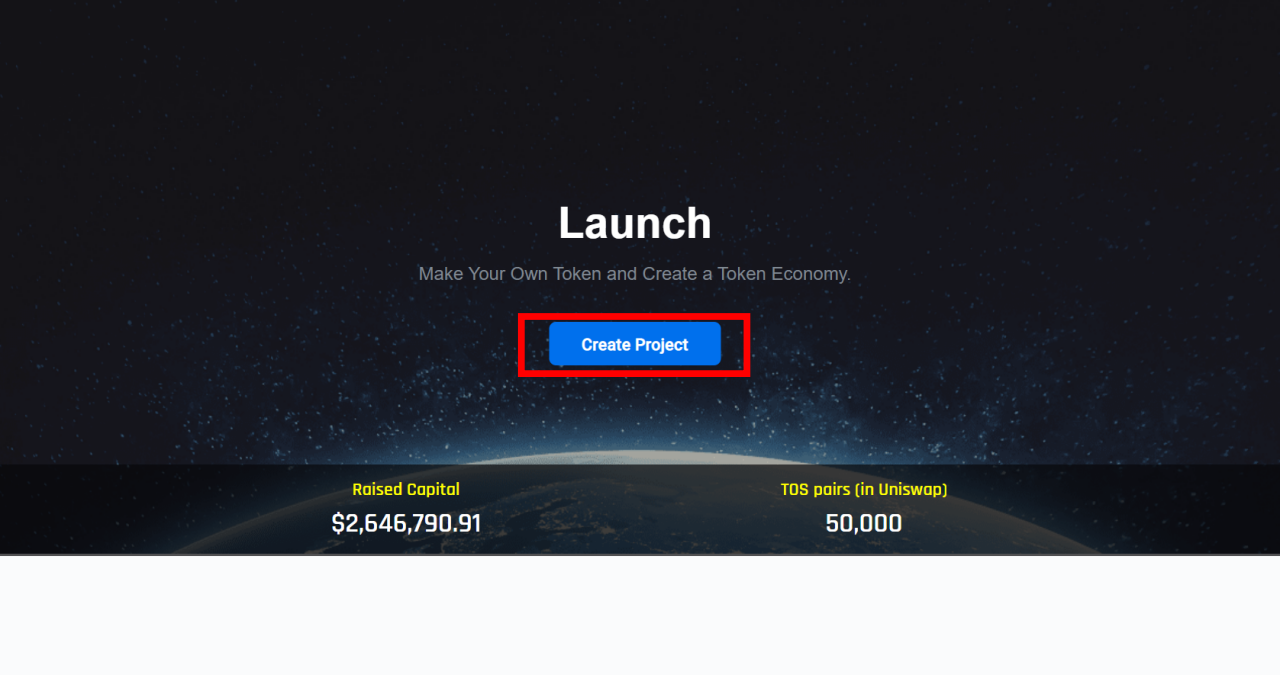 Launch
Make Your Own Token and Create a Token Economy.
Create Project
Raised Capital
$2,646,790.91
TOS pairs (in Uniswap)
50,000